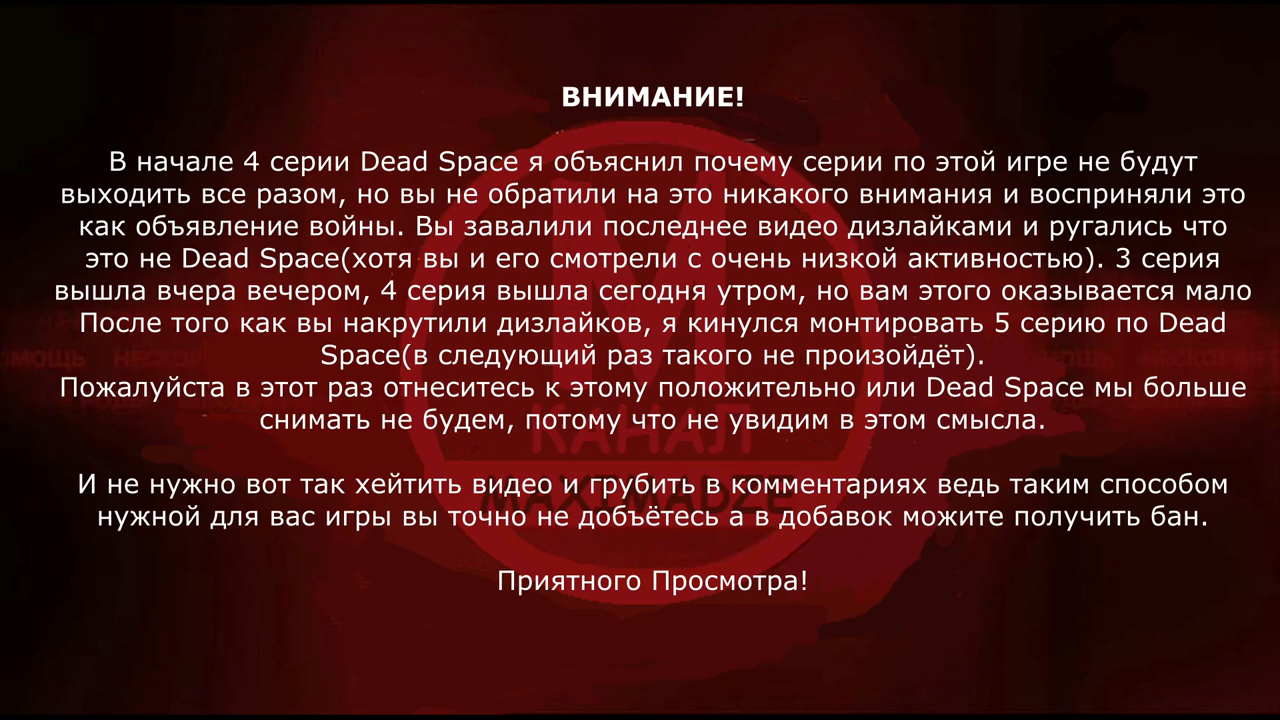 ВНИМАНИЕ!
В начале 4 серии Dead Space я объяснил почему серии по этой игре не будут
выходить все разом, но вы не обратили на это никакого внимания и восприняли это
как объявление войны. Вы завалили последнее видео дизлайками и ругались что
это не Dead Space(хотя вы и его смотрели с очень низкой активностью). 3 серия
вышла вчера вечером, 4 серия вышла сегодня утром, но вам этого оказывается мало
После того как вы накрутили дизлайков, я кинулся монтировать 5 серию по Dead
Space(в следующий раз такого не произойдёт).
Пожалуйста в этот раз отнеситесь к этому положительно или Dead Space мы больше
снимать не будем, потому что не увидим в этом смысла.
И не нужно вот так хейтить видео и грубить в комментариях ведь таким способом
нужной для вас игры вы точно не добъётесь а в добавок можите получить бан.
Приятного Просмотра!
М
КАНАЛ
MAXIMADZE